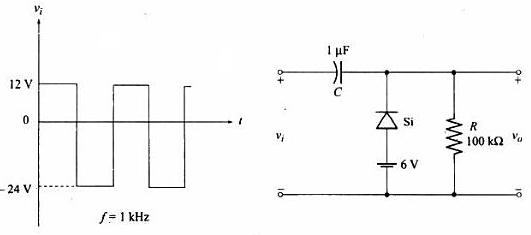 vi
12 V
0
t
- 24 V
f = 1 kHz
1 μF
+
C
+
vi
Si
R
100 kΩ
vo
6 V
−
−